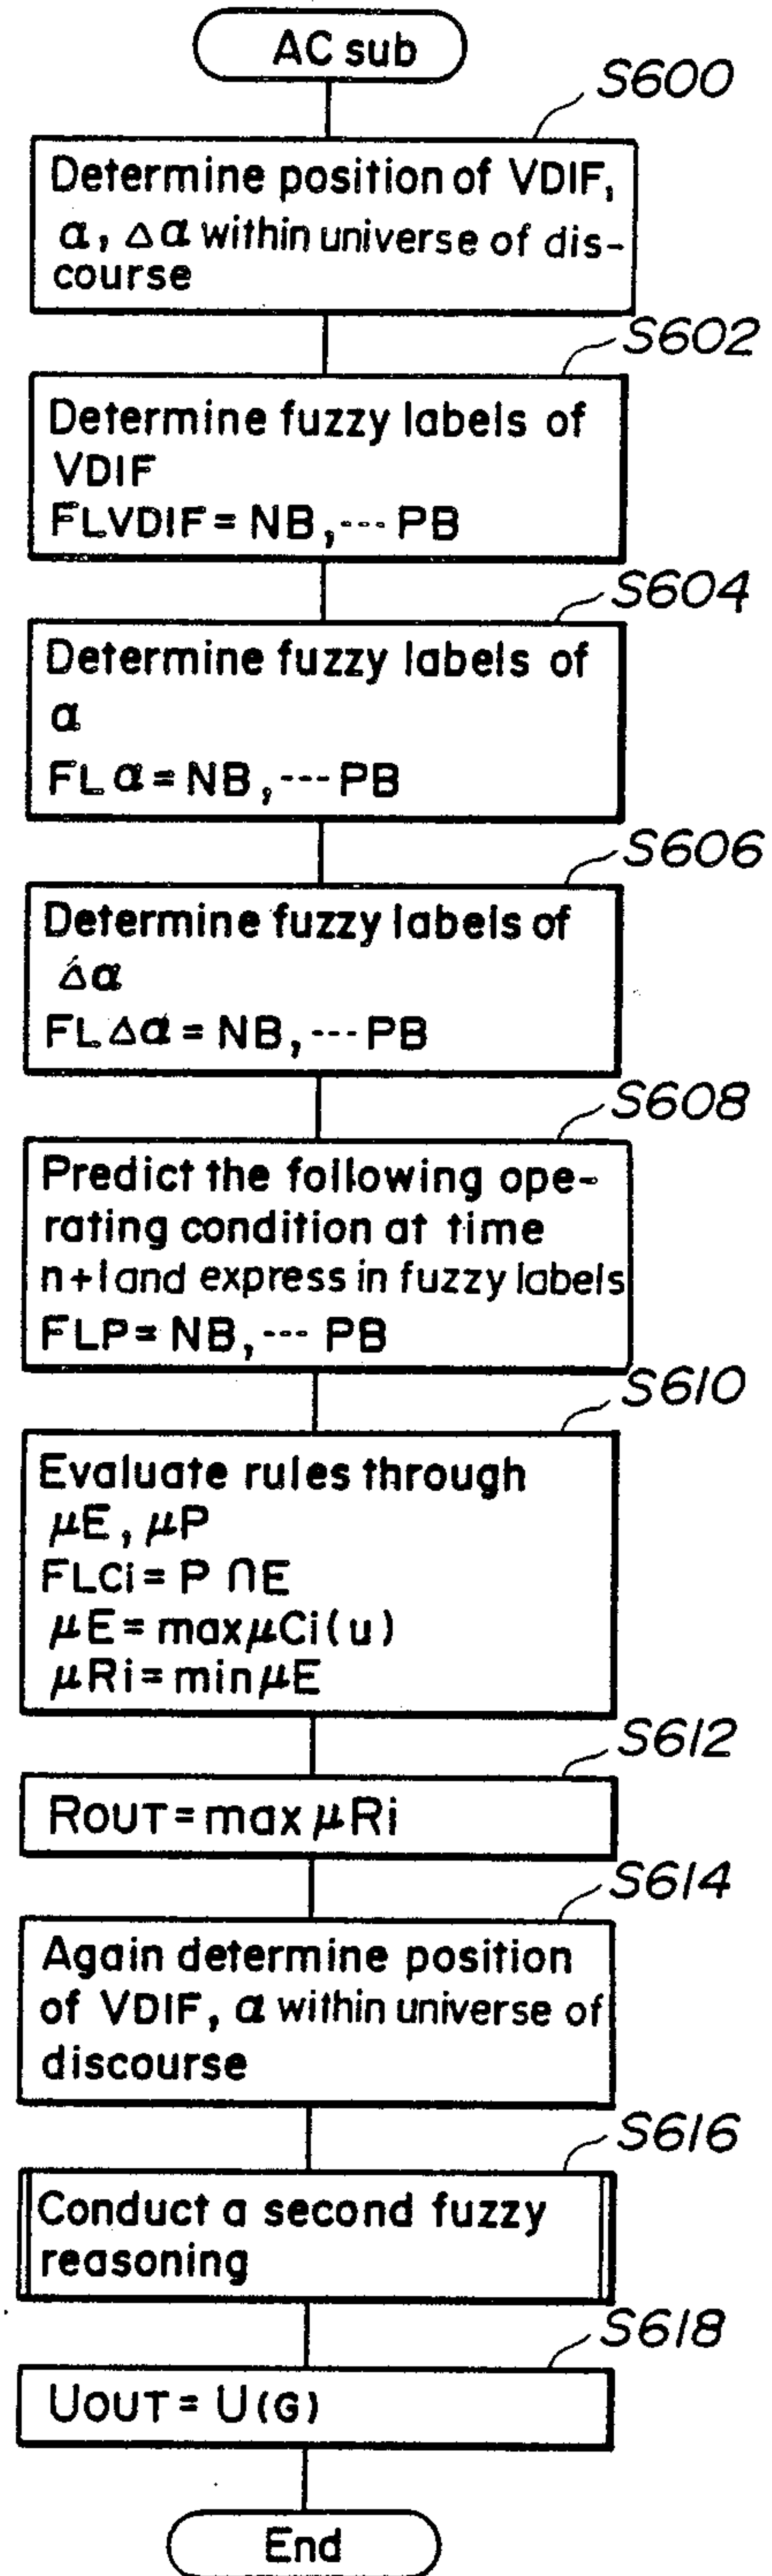 AC sub
S600
Determine position of VDIF,
α, Δα within universe of dis-
course
S602
Determine fuzzy labels of
VDIF
FLVDIF = NB, --- PB
S604
Determine fuzzy labels of
α
FLα = NB, --- PB
S606
Determine fuzzy labels of
Δα
FLΔα = NB, --- PB
S608
Predict the following ope-
rating condition at time
n+1 and express in fuzzy labels
FLP = NB, --- PB
S610
Evaluate rules through
μE, μP
FLCi = P ∩ E
μE = maxμCi(u)
μRi = minμE
S612
ROUT = max μRi
S614
Again determine position
of VDIF, α within universe of
discourse
S616
Conduct a second fuzzy
reasoning
S618
UOUT = U(G)
End